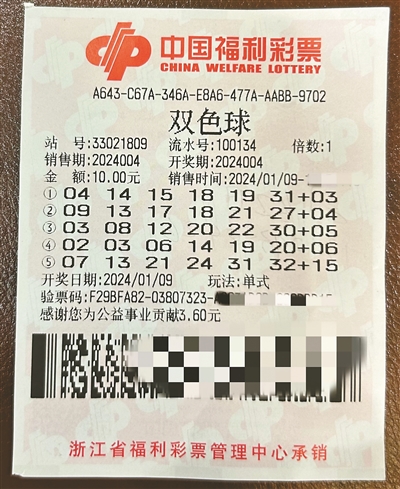 中国福利彩票
CHINA WELFARE LOTTERY
A643-C67A-346A-E8A6-477A-AABB-9702
双色球
站 号:33021809 流水号:100134 倍数:1
销售期:2024004 开奖期:2024004
金 额:10.00元 销售时间:2024/01/09-
① 04 14 15 18 19 31+03
② 09 13 17 18 21 27+04
③ 03 08 12 20 22 30+05
④ 02 03 06 14 19 20+06
⑤ 07 13 21 24 31 32+15
开奖日期:2024/01/09 玩法:单式
验票码:F29BFA82-03807323-
感谢您为公益事业贡献3.60元
浙江省福利彩票管理中心承销